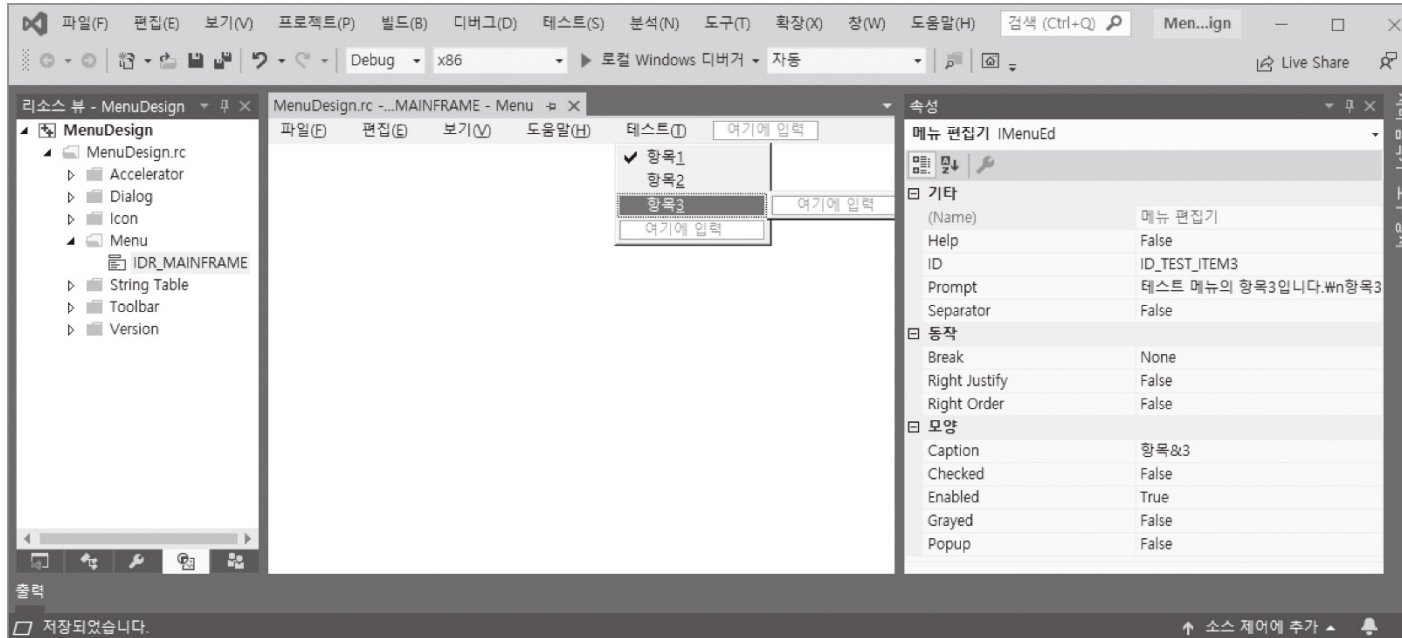 파일(F) 편집(E) 보기(V) 프로젝트(P) 빌드(B) 디버그(D) 테스트(S) 분석(N) 도구(T) 확장(X) 창(W) 도움말(H) 검색 (Ctrl+Q) Men...ign
Debug x86 로컬 Windows 디버거 자동 Live Share
리소스 뷰 - MenuDesign
MenuDesign
MenuDesign.rc
Accelerator
Dialog
Icon
Menu
IDR_MAINFRAME
String Table
Toolbar
Version
MenuDesign.rc -...MAINFRAME - Menu
파일(F) 편집(E) 보기(V) 도움말(H) 테스트(T) 여기에 입력
항목1
항목2
항목3 여기에 입력
여기에 입력
속성
메뉴 편집기 IMenuEd
기타
(Name) 메뉴 편집기
Help False
ID ID_TEST_ITEM3
Prompt 테스트 메뉴의 항목3입니다.₩n항목3
Separator False
동작
Break None
Right Justify False
Right Order False
모양
Caption 항목&3
Checked False
Enabled True
Grayed False
Popup False
출력
저장되었습니다. 소스 제어에 추가